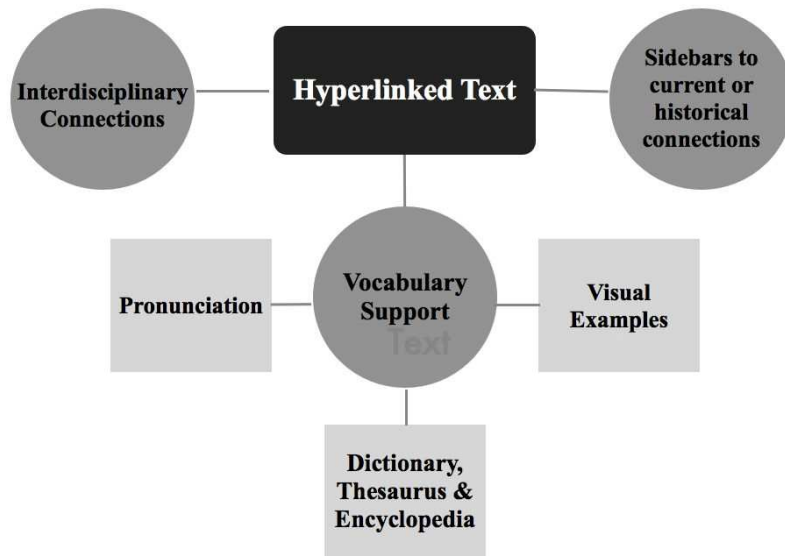 Interdisciplinary
Connections
Hyperlinked Text
Sidebars to
current or
historical
connections
Pronunciation
Vocabulary
Support
Text
Visual
Examples
Dictionary,
Thesaurus &
Encyclopedia